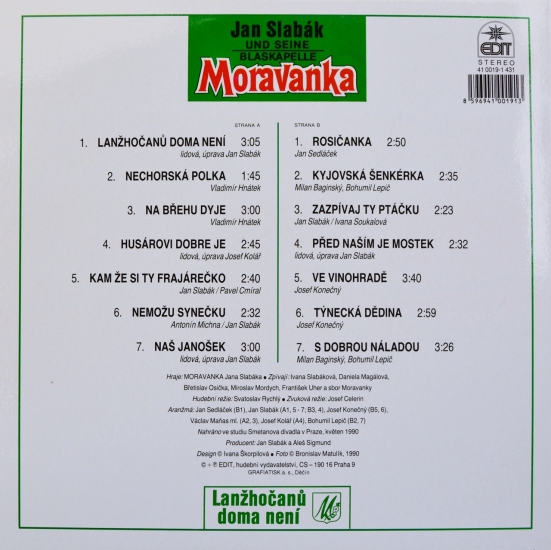 Jan Slabák
UND SEINE
BLASKAPELLE
Moravanka
EDIT
STEREO
41 0019-1 431
8 596941 001913
STRANA A
1. LANŽHOČANŮ DOMA NENÍ 3:05
lidová, úprava Jan Slabák
2. NECHORSKÁ POLKA 1:45
Vladimír Hnátek
3. NA BŘEHU DYJE 3:00
Vladimír Hnátek
4. HUSÁROVI DOBRE JE 2:45
lidová, úprava Josef Kolář
5. KAM ŽE SI TY FRAJÁREČKO 2:40
Jan Slabák / Pavel Cmíral
6. NEMOŽU SYNEČKU 2:32
Antonín Michna / Jan Slabák
7. NAŠ JANOŠEK 3:00
lidová, úprava Jan Slabák
STRANA B
1. ROSIČANKA 2:50
Jan Sedláček
2. KYJOVSKÁ ŠENKÉRKA 2:35
Milan Baginský, Bohumil Lepič
3. ZAZPÍVAJ TY PTÁČKU 2:23
Jan Slabák / Ivana Soukalová
4. PŘED NAŠÍM JE MOSTEK 2:32
lidová, úprava Jan Slabák
5. VE VINOHRADĚ 3:40
Josef Konečný
6. TÝNECKÁ DĚDINA 2:59
Josef Konečný
7. S DOBROU NÁLADOU 3:26
Milan Baginský, Bohumil Lepič
Hraje: MORAVANKA Jana Slabáka ● Zpívají: Ivana Slabáková, Daniela Magálová,
Břetislav Osička, Miroslav Mordych, František Uher a sbor Moravanky
Hudební režie: Svatoslav Rychlý ● Zvuková režie: Josef Celerin
Aranžmá: Jan Sedláček (B1), Jan Slabák (A1, 5 - 7; B3, 4), Josef Konečný (B5, 6),
Václav Maňas ml. (A2, 3), Josef Kolář (A4), Bohumil Lepič (B2, 7)
Nahráno ve studiu Smetanova divadla v Praze, květen 1990
Producent: Jan Slabák & Aleš Sigmund
Design © Ivana Škorpilová ● Foto © Bronislav Matulík, 1990
© + ℗ EDIT, hudební vydavatelství, CS – 190 16 Praha 9
GRAFIATISK a. s., Děčín
Lanžhočanů
doma není